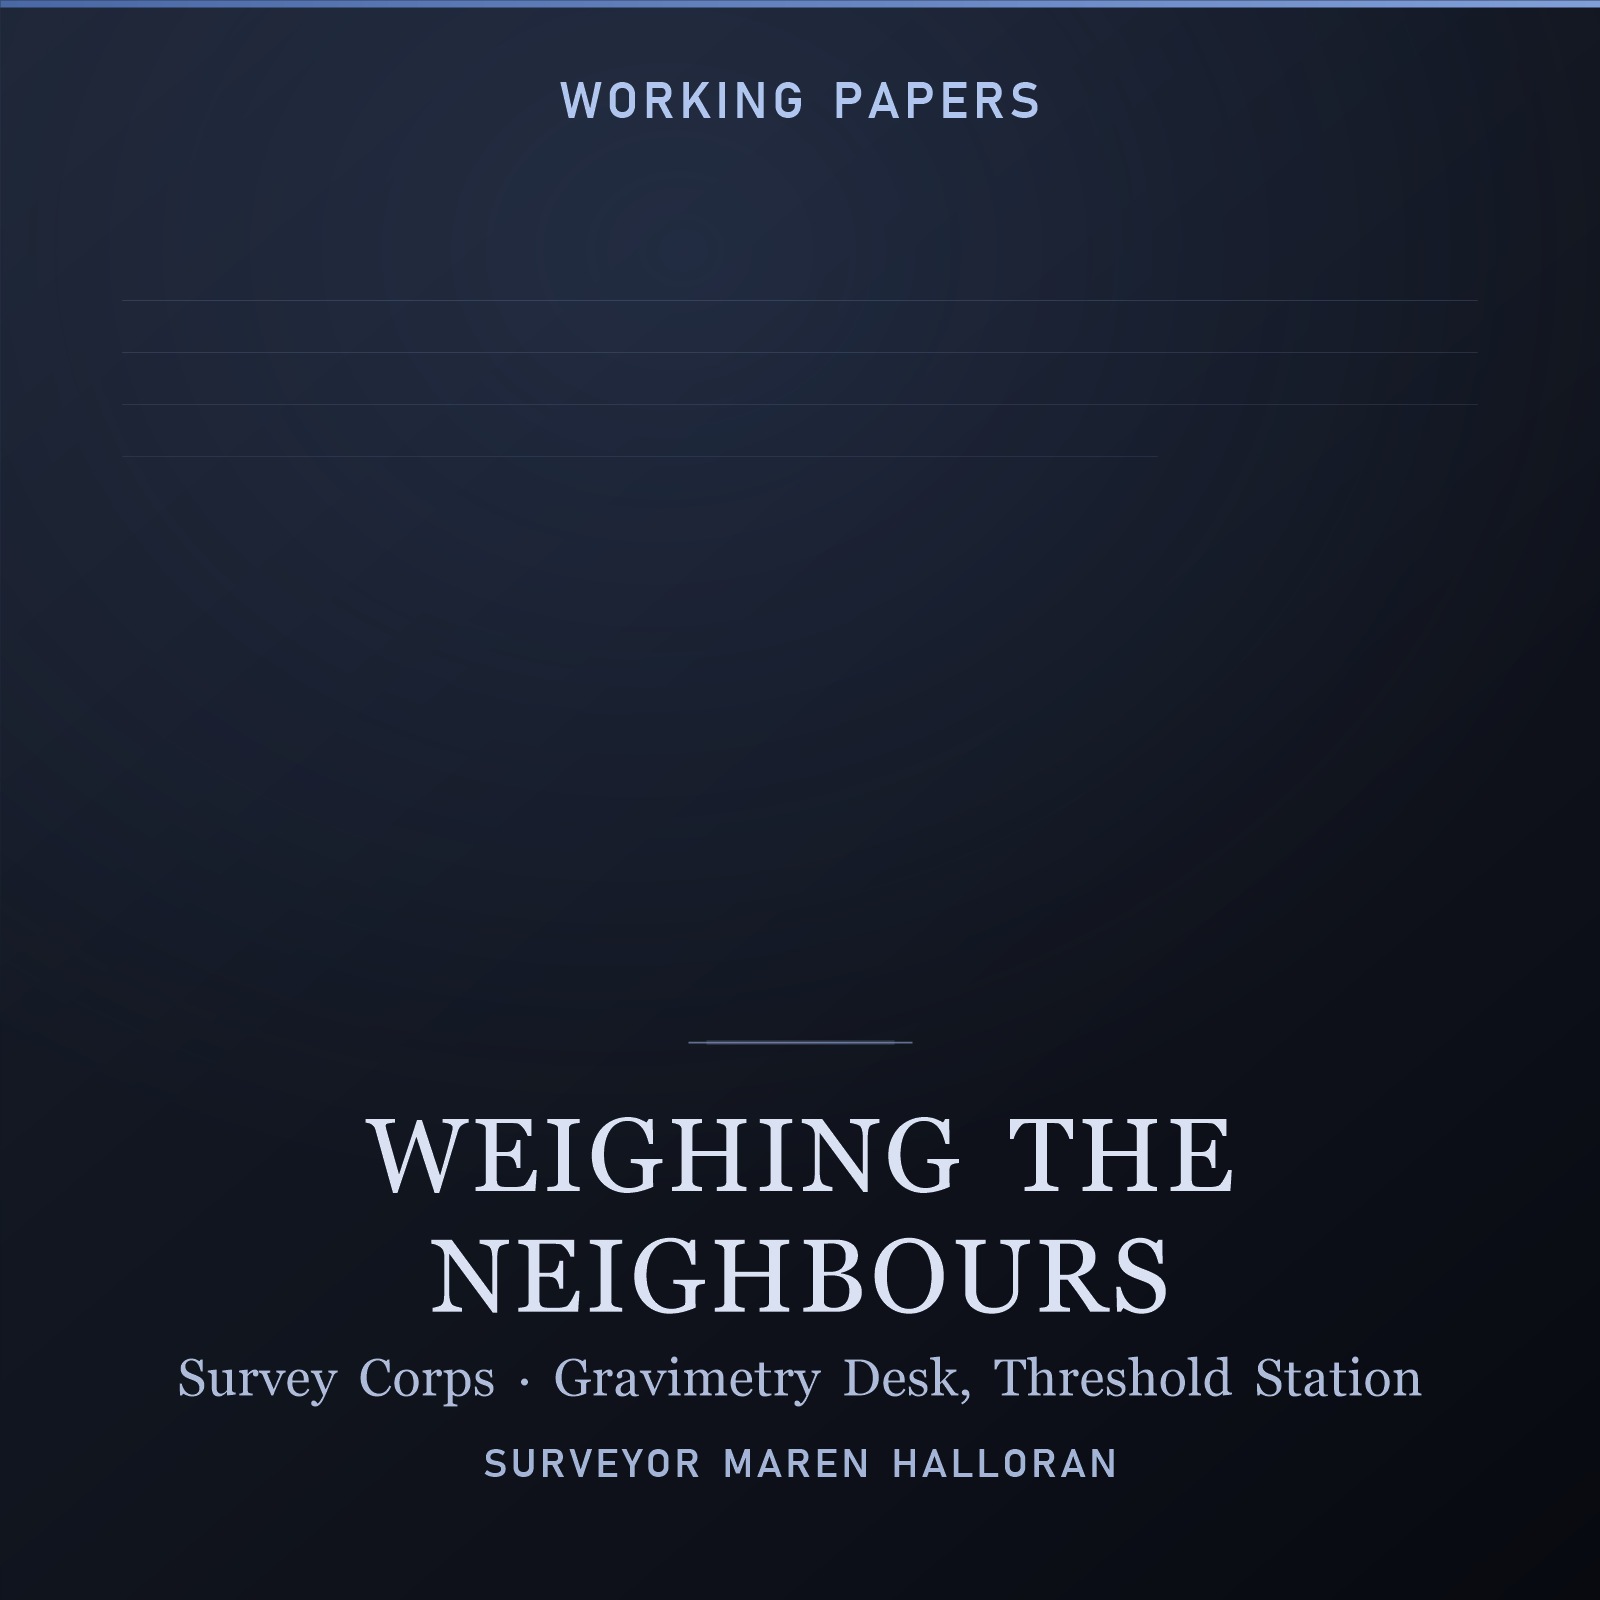 WORKING PAPERS
WEIGHING THE
NEIGHBOURS
Survey Corps · Gravimetry Desk, Threshold Station
SURVEYOR MAREN HALLORAN